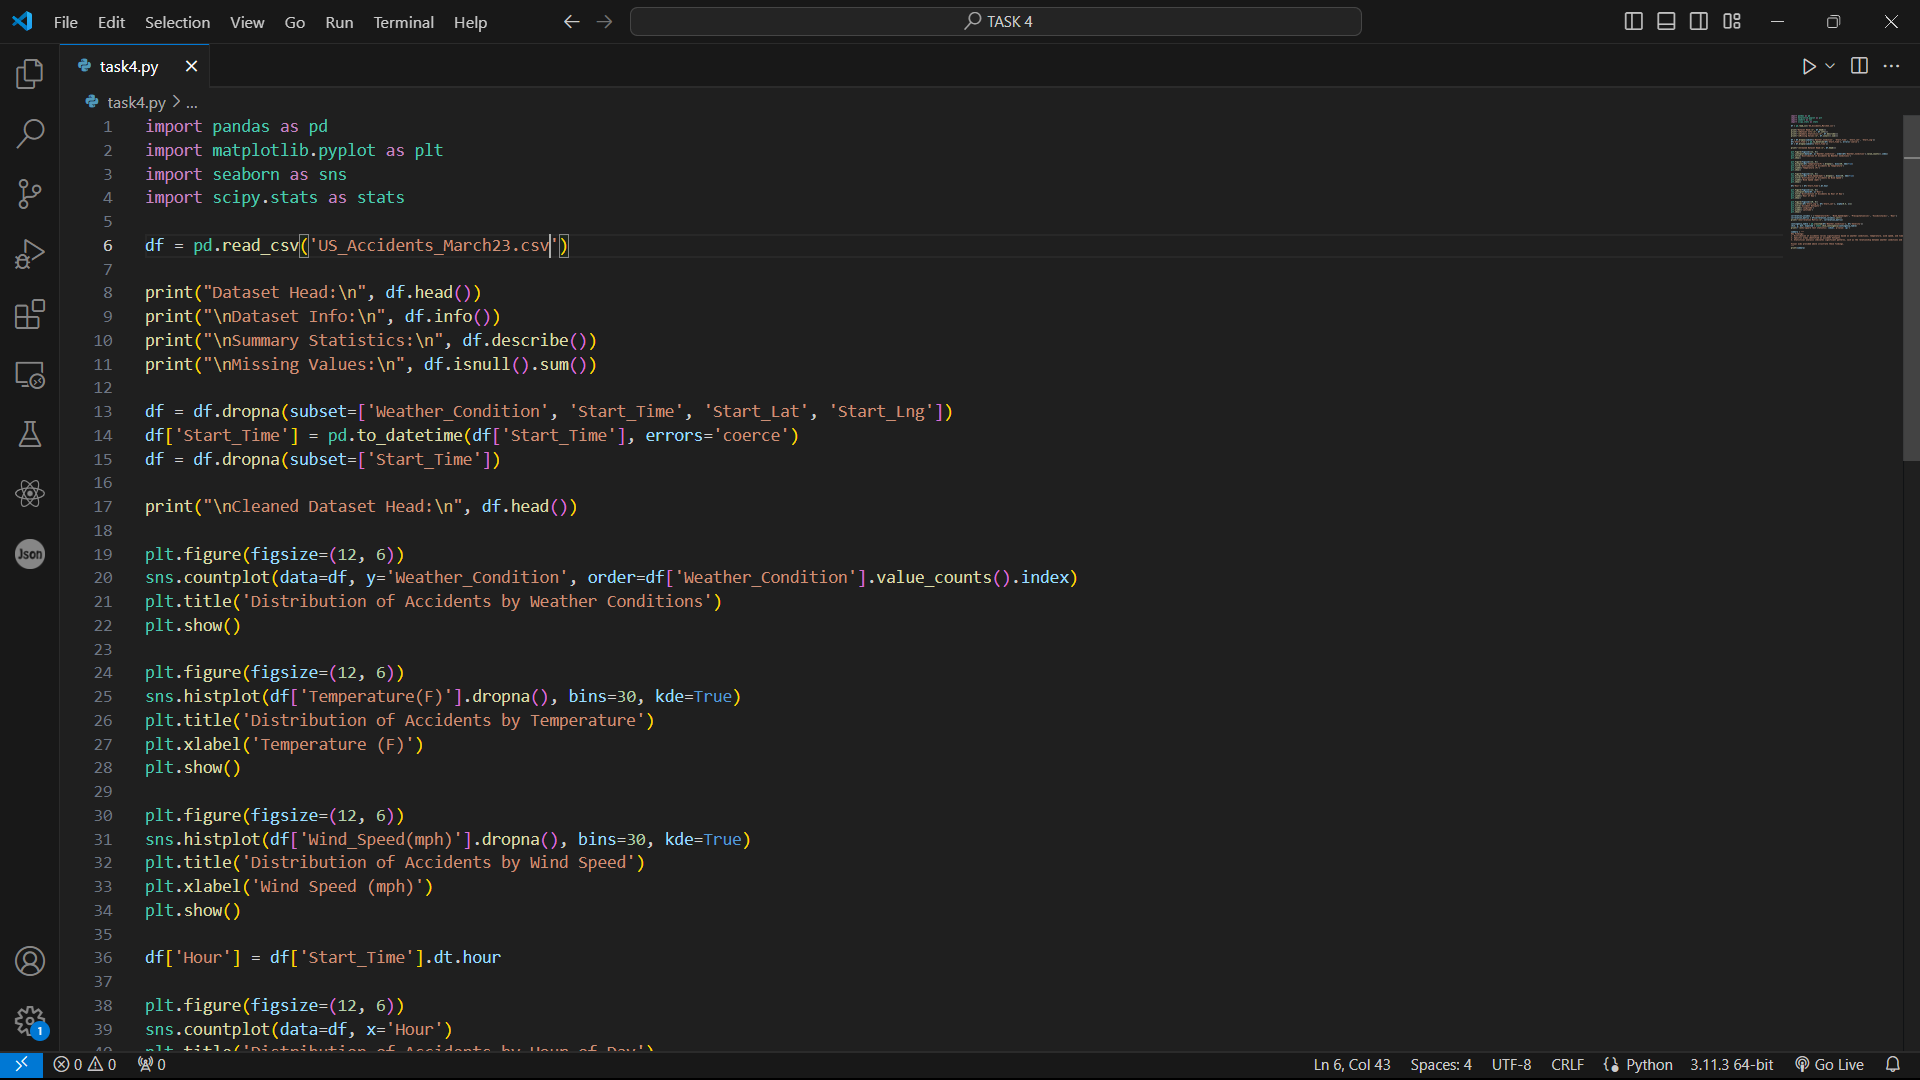 File Edit Selection View Go Run Terminal Help
TASK 4
task4.py
task4.py > ...
1 import pandas as pd
2 import matplotlib.pyplot as plt
3 import seaborn as sns
4 import scipy.stats as stats
5
6 df = pd.read_csv('US_Accidents_March23.csv')
7
8 print("Dataset Head:\n", df.head())
9 print("\nDataset Info:\n", df.info())
10 print("\nSummary Statistics:\n", df.describe())
11 print("\nMissing Values:\n", df.isnull().sum())
12
13 df = df.dropna(subset=['Weather_Condition', 'Start_Time', 'Start_Lat', 'Start_Lng'])
14 df['Start_Time'] = pd.to_datetime(df['Start_Time'], errors='coerce')
15 df = df.dropna(subset=['Start_Time'])
16
17 print("\nCleaned Dataset Head:\n", df.head())
18
19 plt.figure(figsize=(12, 6))
20 sns.countplot(data=df, y='Weather_Condition', order=df['Weather_Condition'].value_counts().index)
21 plt.title('Distribution of Accidents by Weather Conditions')
22 plt.show()
23
24 plt.figure(figsize=(12, 6))
25 sns.histplot(df['Temperature(F)'].dropna(), bins=30, kde=True)
26 plt.title('Distribution of Accidents by Temperature')
27 plt.xlabel('Temperature (F)')
28 plt.show()
29
30 plt.figure(figsize=(12, 6))
31 sns.histplot(df['Wind_Speed(mph)'].dropna(), bins=30, kde=True)
32 plt.title('Distribution of Accidents by Wind Speed')
33 plt.xlabel('Wind Speed (mph)')
34 plt.show()
35
36 df['Hour'] = df['Start_Time'].dt.hour
37
38 plt.figure(figsize=(12, 6))
39 sns.countplot(data=df, x='Hour')
40 plt.title('Distribution of Accidents by Hour of Day')
Json
1
0 0 0
Ln 6, Col 43 Spaces: 4 UTF-8 CRLF Python 3.11.3 64-bit Go Live